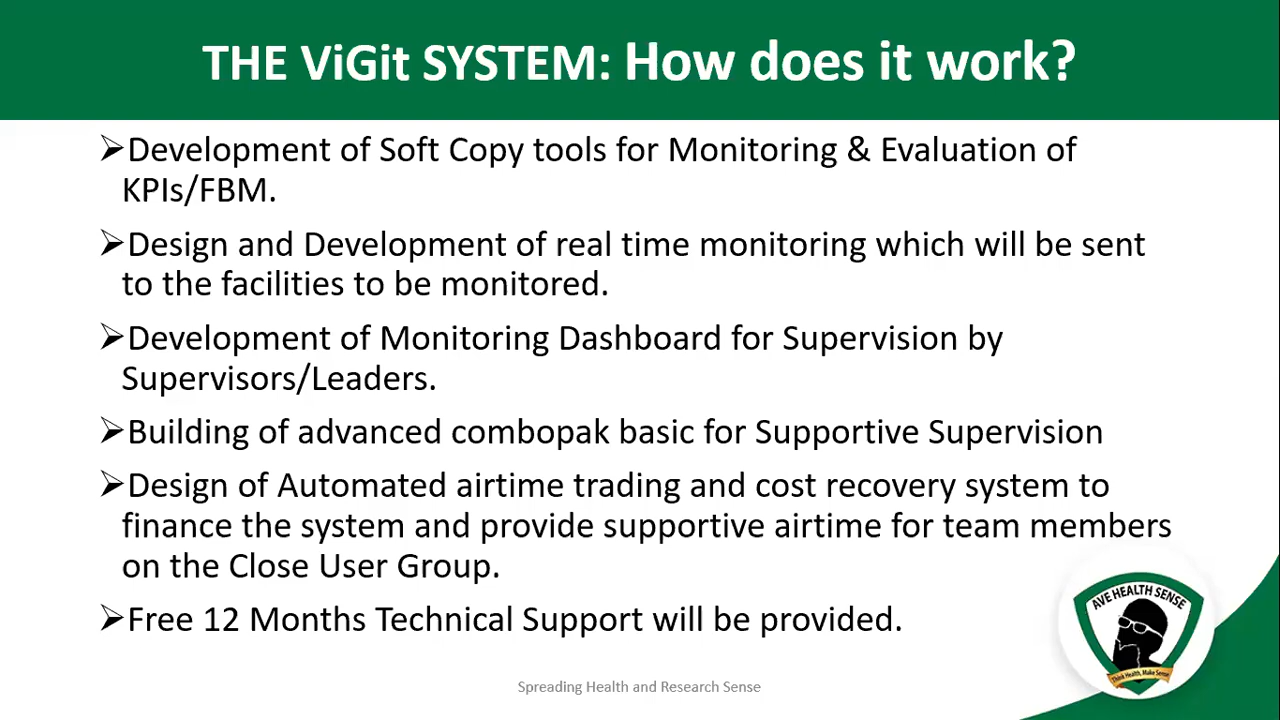 THE ViGit SYSTEM: How does it work?
➢Development of Soft Copy tools for Monitoring & Evaluation of
KPIs/FBM.
➢Design and Development of real time monitoring which will be sent
to the facilities to be monitored.
➢Development of Monitoring Dashboard for Supervision by
Supervisors/Leaders.
➢Building of advanced combopak basic for Supportive Supervision
➢Design of Automated airtime trading and cost recovery system to
finance the system and provide supportive airtime for team members
on the Close User Group.
➢Free 12 Months Technical Support will be provided.
AVE HEALTH SENSE
Think Health, Make Sense
Spreading Health and Research Sense